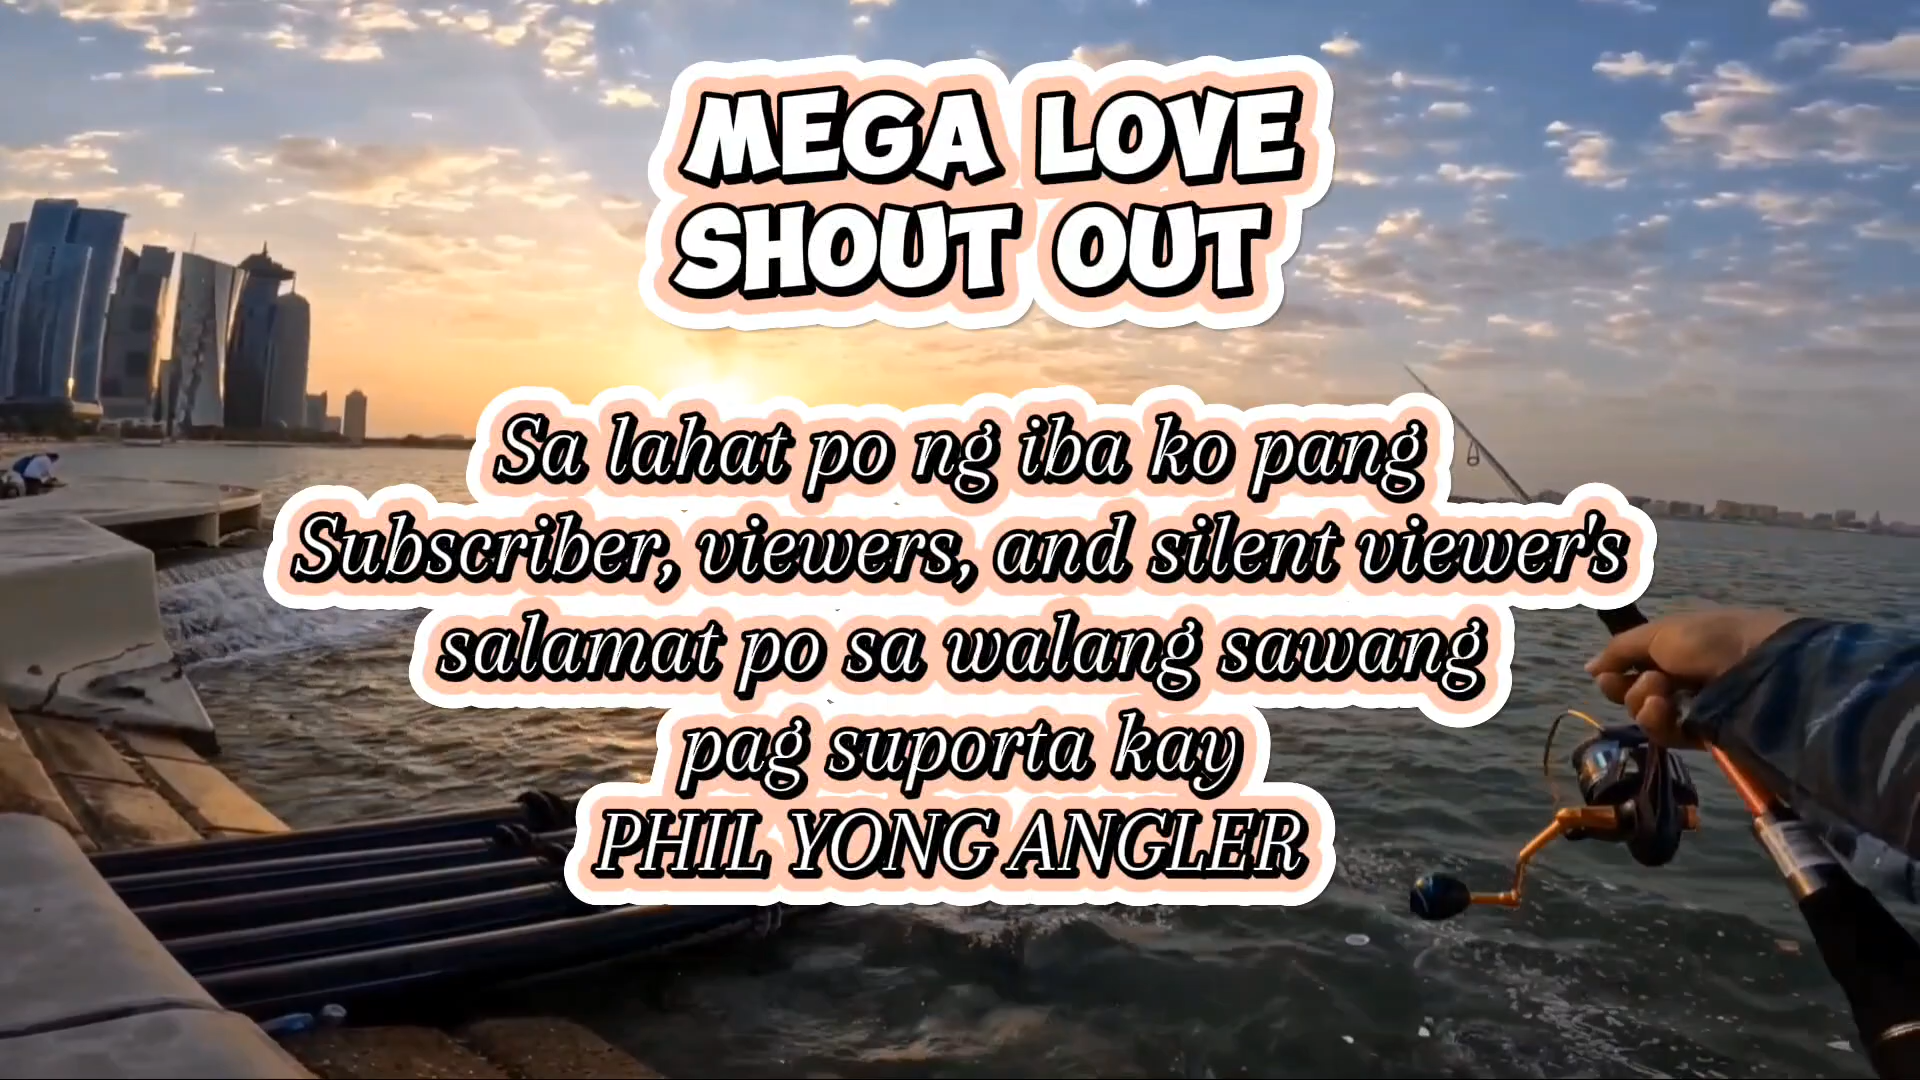 MEGA LOVE
SHOUT OUT
Sa lahat po ng iba ko pang
Subscriber, viewers, and silent viewer's
salamat po sa walang sawang
pag suporta kay
PHIL YONG ANGLER